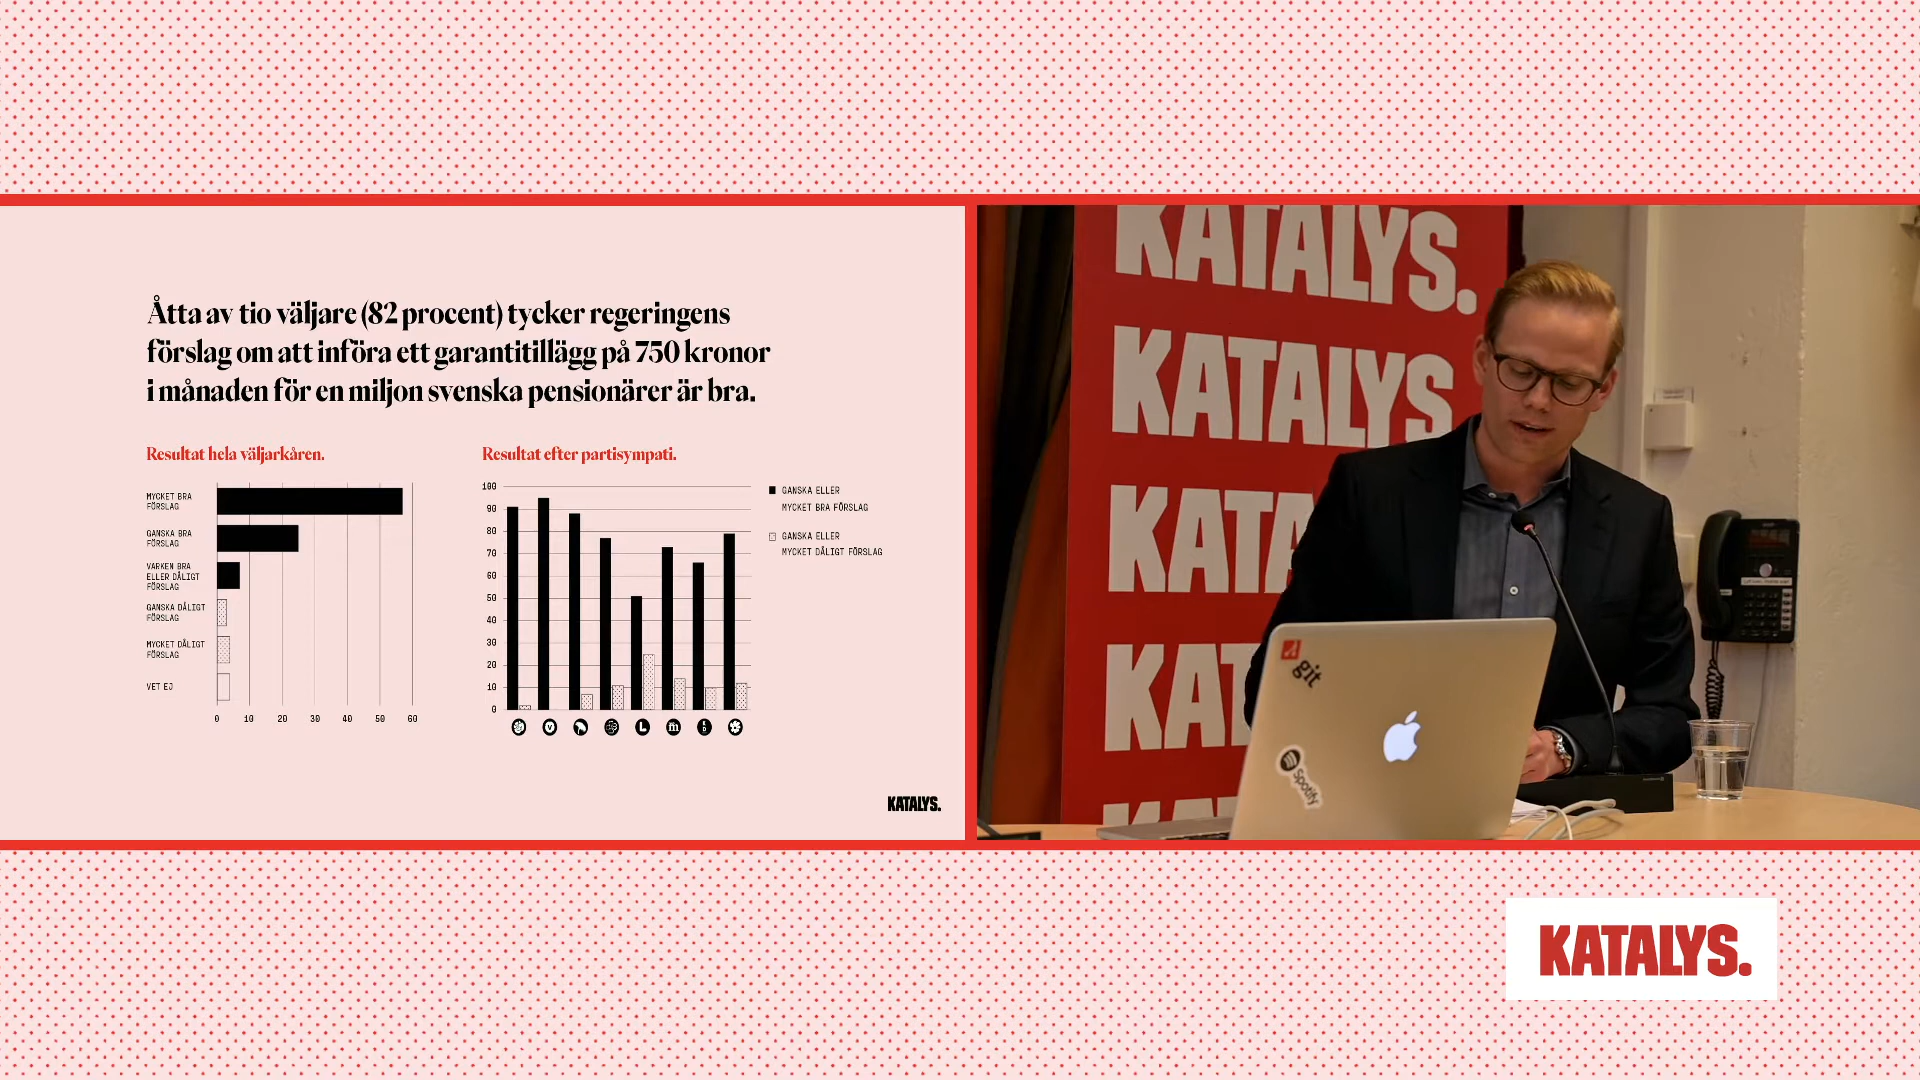 Åtta av tio väljare (82 procent) tycker regeringens
förslag om att införa ett garantitillägg på 750 kronor
i månaden för en miljon svenska pensionärer är bra.
Resultat hela väljarkåren.
MYCKET BRA
FÖRSLAG
GANSKA BRA
FÖRSLAG
VARKEN BRA
ELLER DÅLIGT
FÖRSLAG
GANSKA DÅLIGT
FÖRSLAG
MYCKET DÅLIGT
FÖRSLAG
VET EJ
0 10 20 30 40 50 60
Resultat efter partisympati.
100
90
80
70
60
50
40
30
20
10
0
V
L
m
GANSKA ELLER
MYCKET BRA FÖRSLAG
GANSKA ELLER
MYCKET DÅLIGT FÖRSLAG
KATALYS.
KATALYS.
KATALYS
KATA
KAT
git
Spotify
KATALYS.